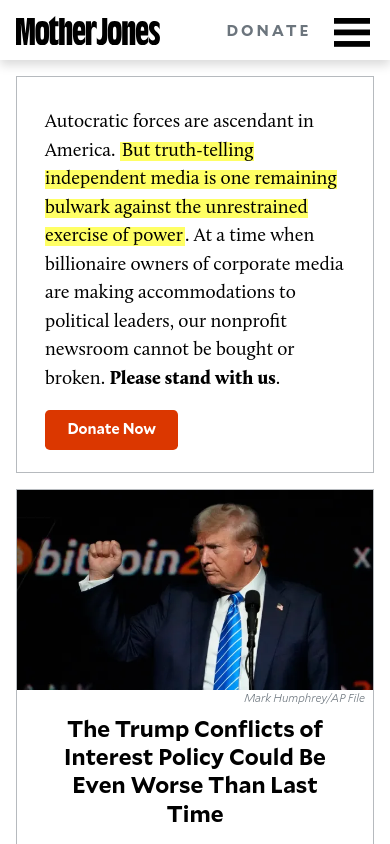 Mother Jones
DONATE
Autocratic forces are ascendant in
America. But truth-telling
independent media is one remaining
bulwark against the unrestrained
exercise of power. At a time when
billionaire owners of corporate media
are making accommodations to
political leaders, our nonprofit
newsroom cannot be bought or
broken. Please stand with us.
Donate Now
bitcoin2
X
Mark Humphrey/AP File
The Trump Conflicts of
Interest Policy Could Be
Even Worse Than Last
Time